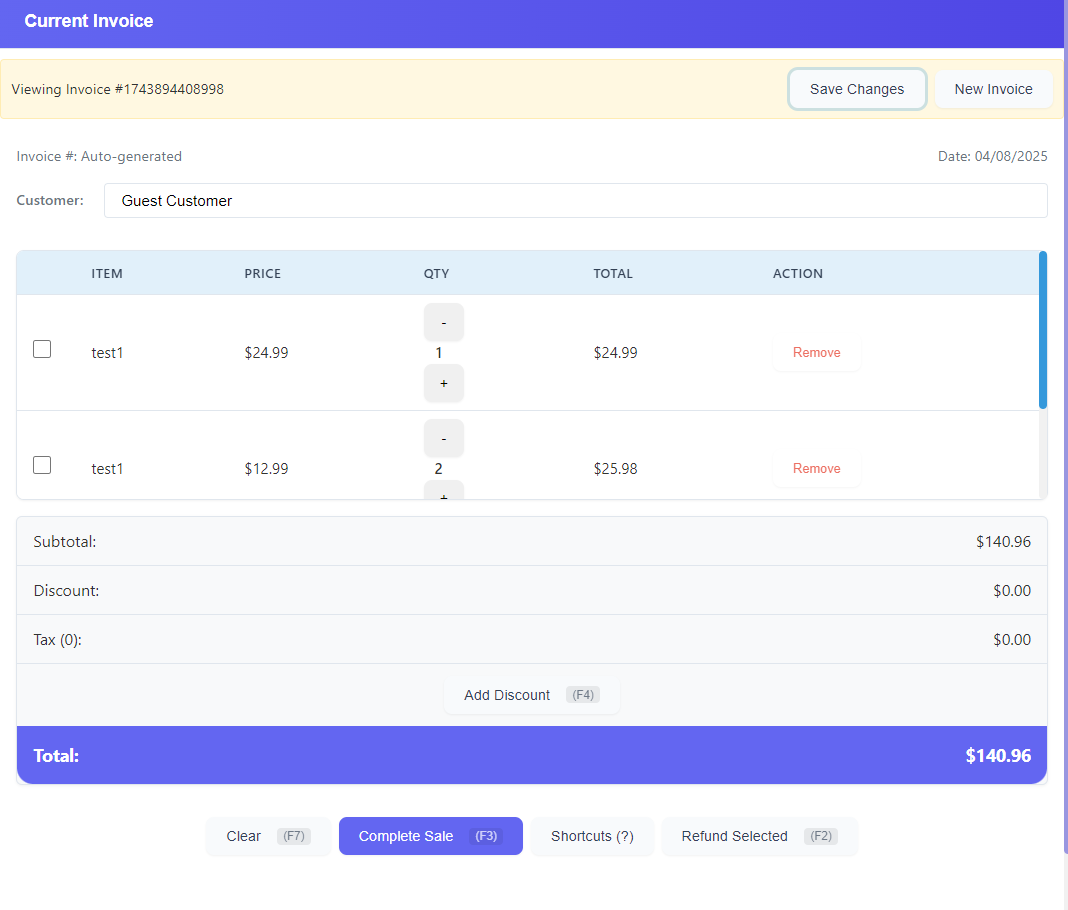 Current Invoice
Viewing Invoice #1743894408998 Save Changes New Invoice
Invoice #: Auto-generated Date: 04/08/2025
Customer: Guest Customer
ITEM PRICE QTY TOTAL ACTION
-
test1 $24.99 1 $24.99 Remove
+
-
test1 $12.99 2 $25.98 Remove
+
Subtotal: $140.96
Discount: $0.00
Tax (0): $0.00
Add Discount (F4)
Total: $140.96
Clear (F7) Complete Sale (F3) Shortcuts (?) Refund Selected (F2)